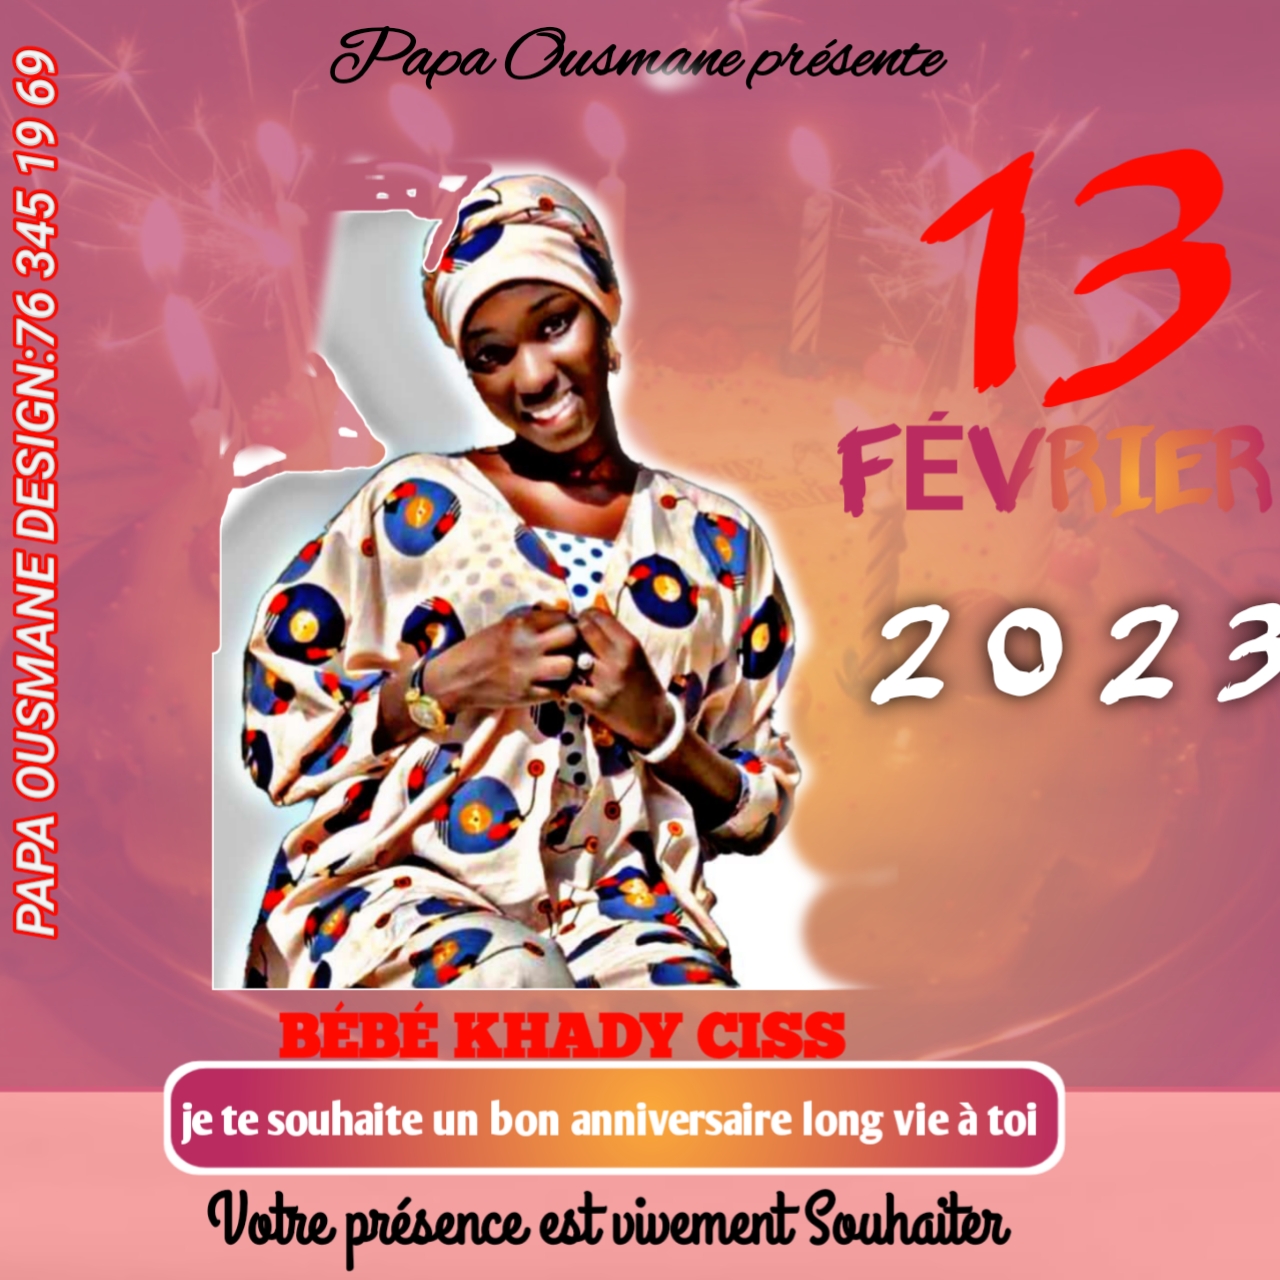 Papa Ousmane présente
PAPA OUSMANE DESIGN:76 345 19 69
13
FÉVRIER
2023
BÉBÉ KHADY CISS
je te souhaite un bon anniversaire long vie à toi
Votre présence est vivement Souhaiter